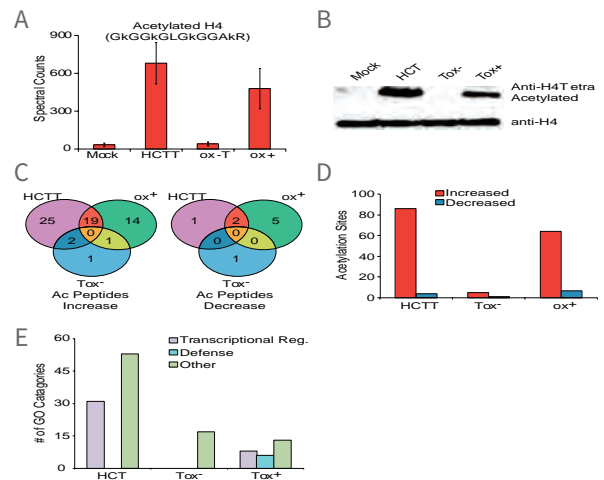 A
Acetylated H4
(GkGGkGLGkGGAkR)
Spectral Counts
900
600
300
0
Mock
HCTT
ox-T
ox+
B
Mock
HCT
Tox-
Tox+
Anti-H4Tetra
Acetylated
anti-H4
C
HCTT
ox+
25
19
14
0
2
1
1
Tox-
Ac Peptides
Increase
HCTT
ox+
1
2
5
0
0
0
1
Tox-
Ac Peptides
Decrease
D
Increased
Decreased
Acetylation Sites
100
80
60
40
20
0
HCTT
Tox-
ox+
E
Transcriptional Reg.
Defense
Other
# of GO Catagories
60
45
30
15
0
HCT
Tox-
Tox+